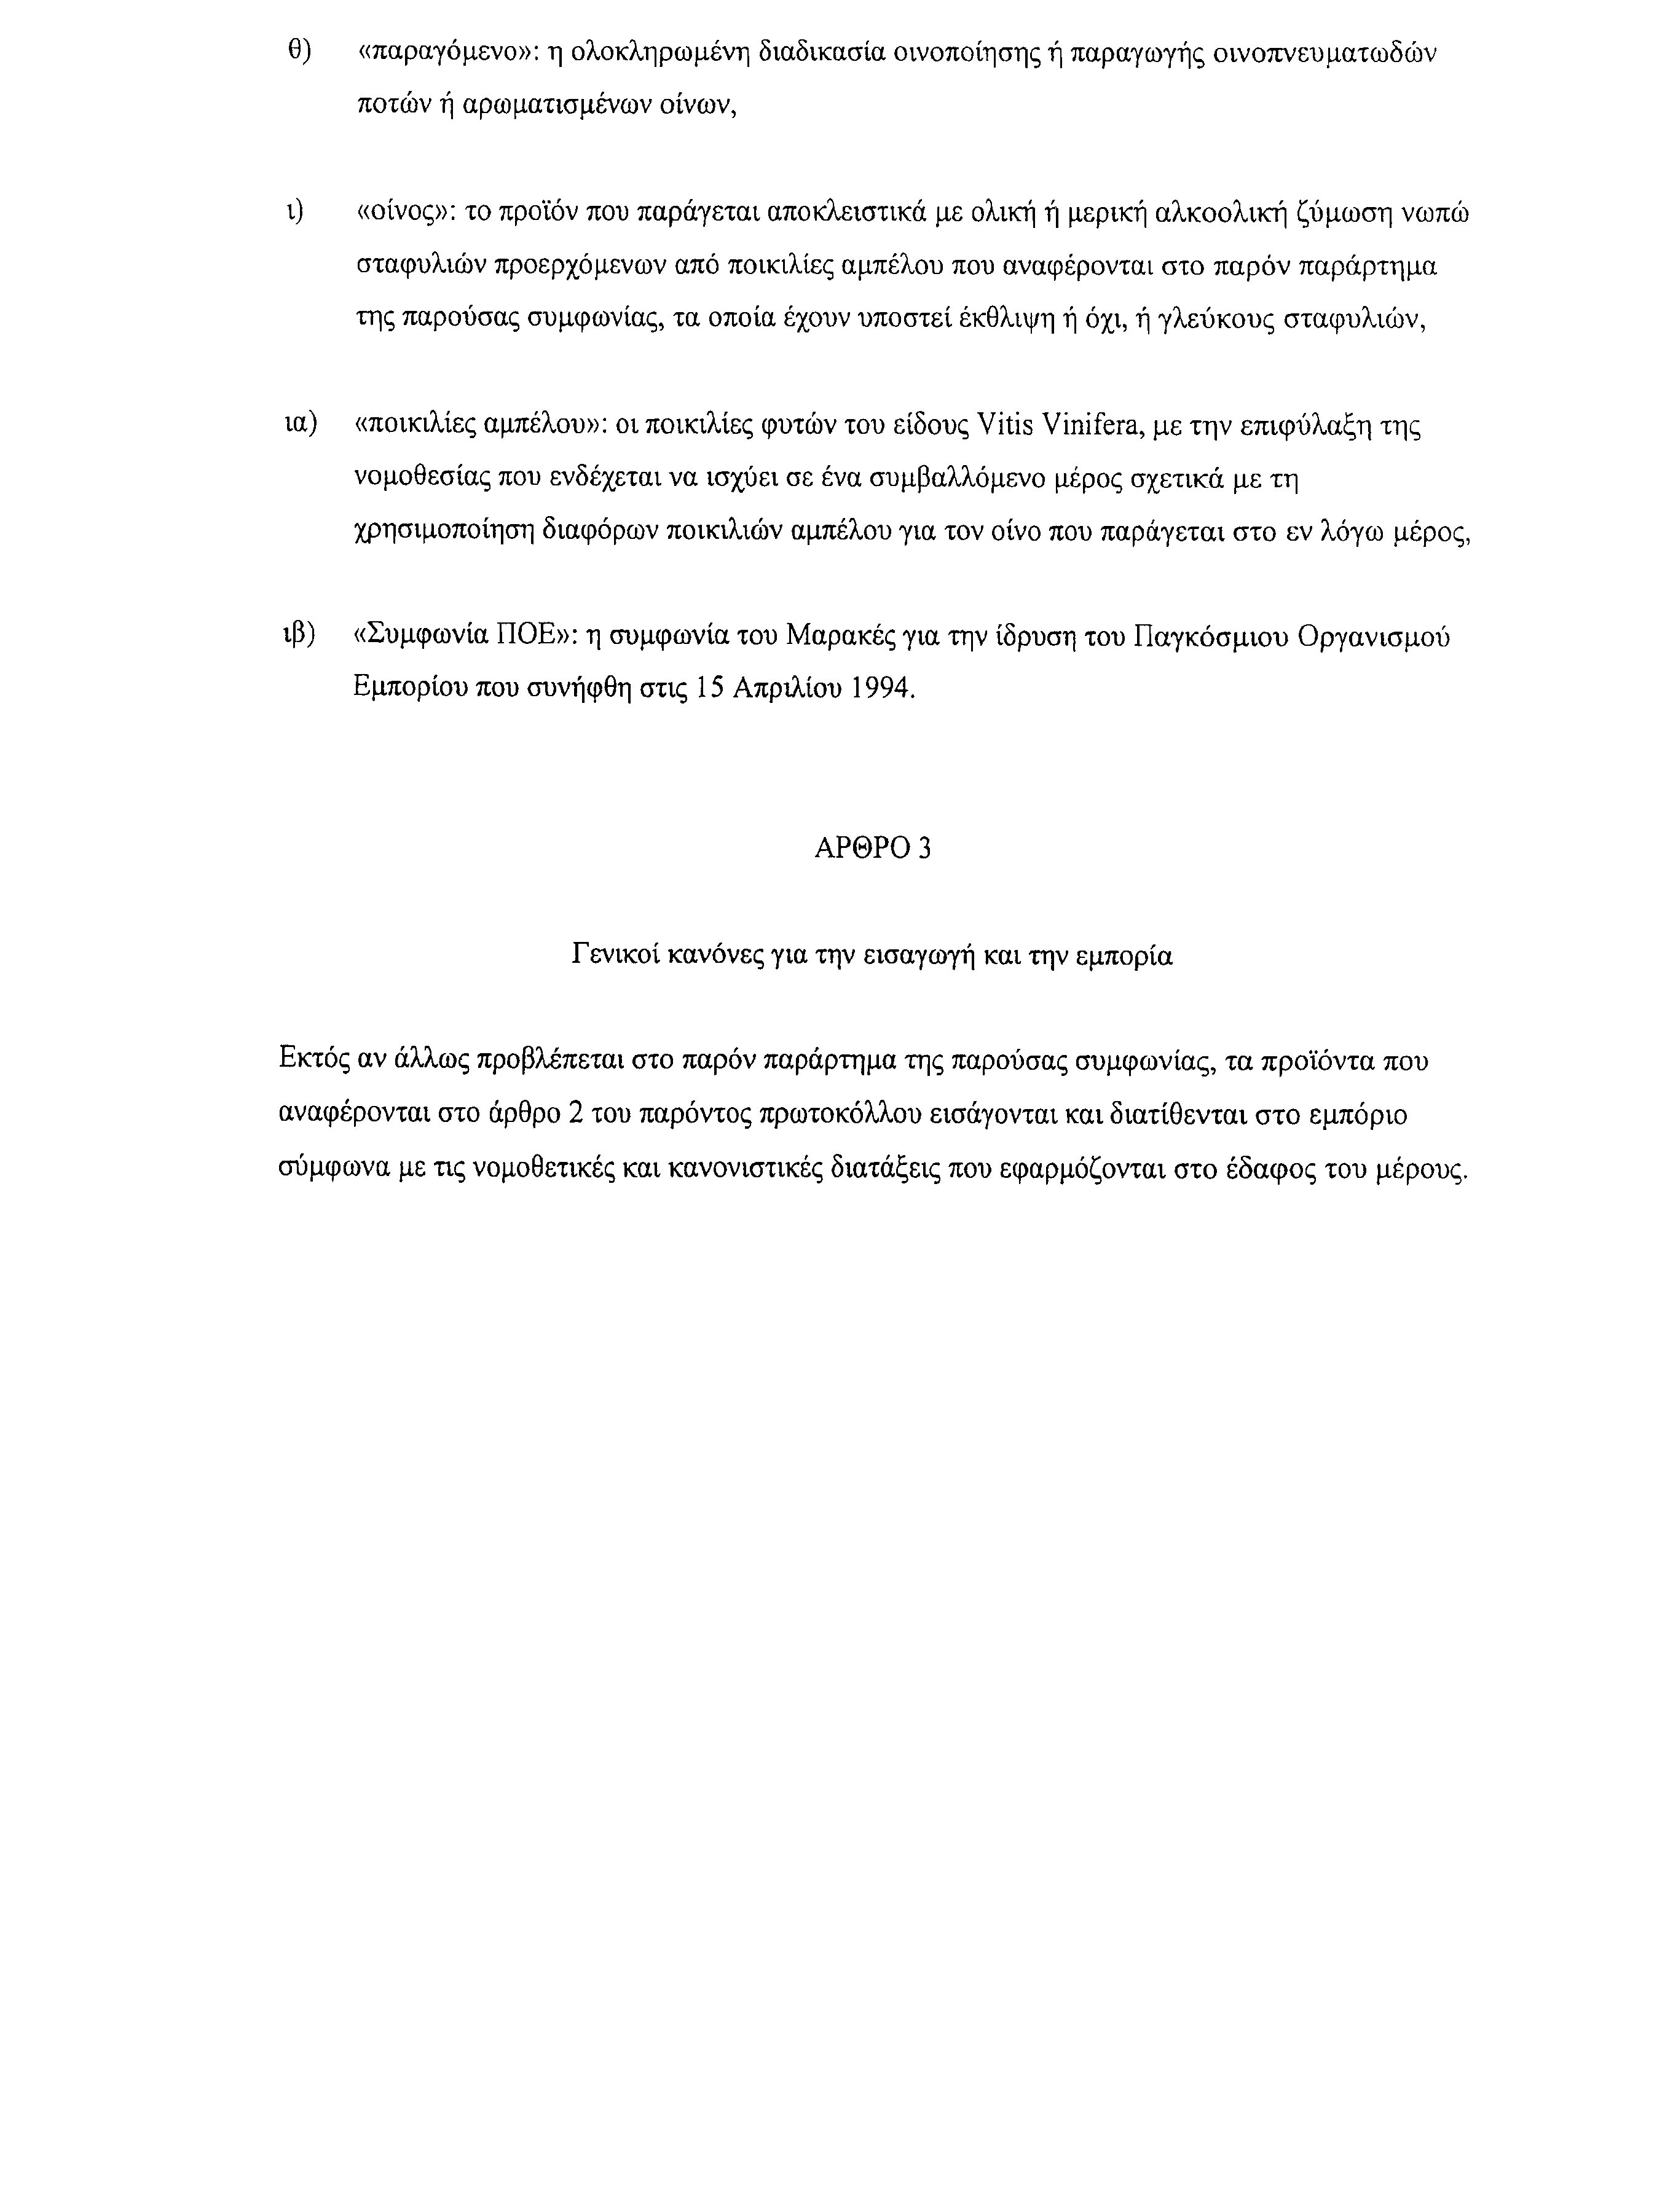 θ) «παραγόμενο»: η ολοκληρωμένη διαδικασία οινοποίησης ή παραγωγής οινοπνευματωδών
ποτών ή αρωματισμένων οίνων,
ι) «οίνος»: το προϊόν που παράγεται αποκλειστικά με ολική ή μερική αλκοολική ζύμωση νωπώ
σταφυλιών προερχόμενων από ποικιλίες αμπέλου που αναφέρονται στο παρόν παράρτημα
της παρούσας συμφωνίας, τα οποία έχουν υποστεί έκθλιψη ή όχι, ή γλεύκους σταφυλιών,
ια) «ποικιλίες αμπέλου»: οι ποικιλίες φυτών του είδους Vitis Vinifera, με την επιφύλαξη της
νομοθεσίας που ενδέχεται να ισχύει σε ένα συμβαλλόμενο μέρος σχετικά με τη
χρησιμοποίηση διαφόρων ποικιλιών αμπέλου για τον οίνο που παράγεται στο εν λόγω μέρος,
ιβ) «Συμφωνία ΠΟΕ»: η συμφωνία του Μαρακές για την ίδρυση του Παγκόσμιου Οργανισμού
Εμπορίου που συνήφθη στις 15 Απριλίου 1994.
ΑΡΘΡΟ 3
Γενικοί κανόνες για την εισαγωγή και την εμπορία
Εκτός αν άλλως προβλέπεται στο παρόν παράρτημα της παρούσας συμφωνίας, τα προϊόντα που
αναφέρονται στο άρθρο 2 του παρόντος πρωτοκόλλου εισάγονται και διατίθενται στο εμπόριο
σύμφωνα με τις νομοθετικές και κανονιστικές διατάξεις που εφαρμόζονται στο έδαφος του μέρους.